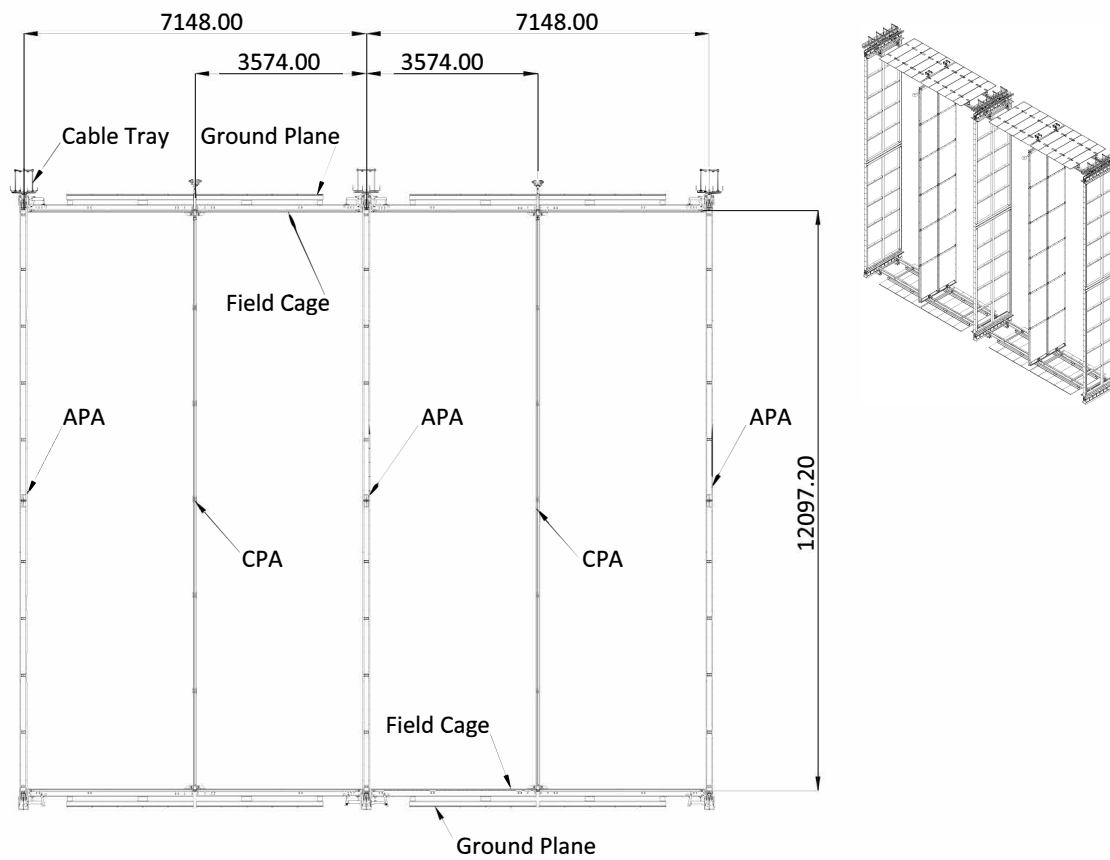 7148.00
7148.00
3574.00
3574.00
Cable Tray
Ground Plane
Field Cage
APA
APA
APA
12097.20
CPA
CPA
Field Cage
Ground Plane